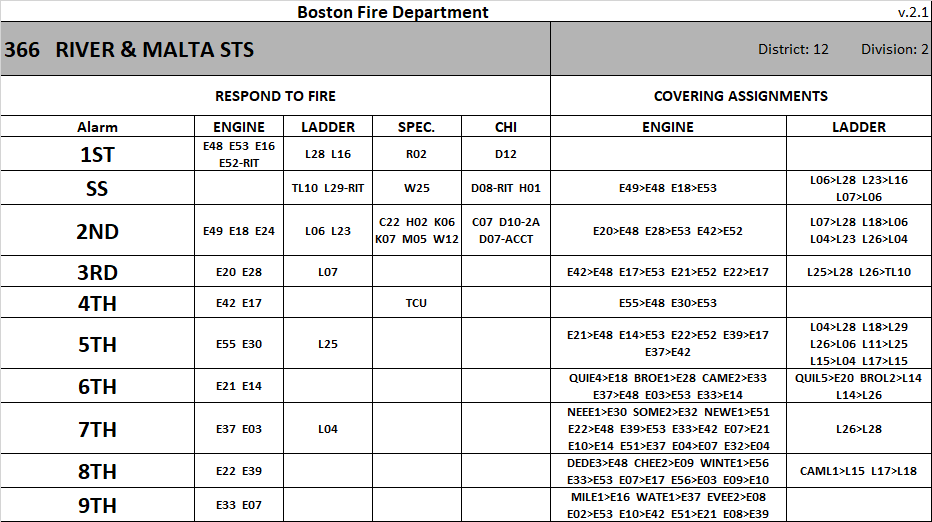 Boston Fire Department v.2.1
366 RIVER & MALTA STS District: 12 Division: 2
RESPOND TO FIRE COVERING ASSIGNMENTS
Alarm ENGINE LADDER SPEC. CHI ENGINE LADDER
1ST E48 E53 E16 L28 L16 R02 D12
E52-RIT
SS TL10 L29-RIT W25 D08-RIT H01 E49>E48 E18>E53 L06>L28 L23>L16
L07>L06
2ND E49 E18 E24 L06 L23 C22 H02 K06 C07 D10-2A E20>E48 E28>E53 E42>E52 L07>L28 L18>L06
K07 M05 W12 D07-ACCT L04>L23 L26>L04
3RD E20 E28 L07 E42>E48 E17>E53 E21>E52 E22>E17 L25>L28 L26>TL10
4TH E42 E17 TCU E55>E48 E30>E53
5TH E55 E30 L25 E21>E48 E14>E53 E22>E52 E39>E17 L04>L28 L18>L29
E37>E42 L26>L06 L11>L25
L15>L04 L17>L15
6TH E21 E14 QUIE4>E18 BROE1>E28 CAME2>E33 QUIL5>E20 BROL2>L14
E37>E48 E03>E53 E33>E14 L14>L26
7TH E37 E03 L04 NEEE1>E30 SOME2>E32 NEWE1>E51 L26>L28
E22>E48 E39>E53 E33>E42 E07>E21
E10>E14 E51>E37 E04>E07 E32>E04
8TH E22 E39 DEDE3>E48 CHEE2>E09 WINTE1>E56 CAML1>L15 L17>L18
E33>E53 E07>E17 E56>E03 E09>E10
9TH E33 E07 MILE1>E16 WATE1>E37 EVEE2>E08
E02>E53 E10>E42 E51>E21 E08>E39